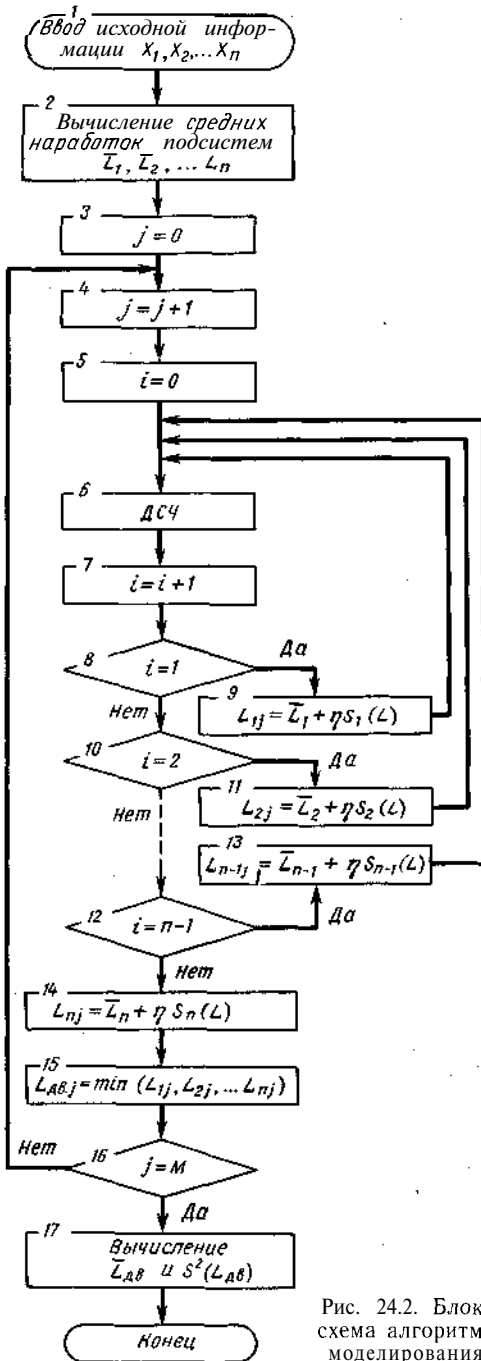 1
Ввод исходной инфор-
мации X₁, X₂,... Xₙ
2
Вычисление средних
наработок подсистем
L̅₁, L̅₂, ... Lₙ
3
j=0
4
j=j+1
5
i=0
6
ДСЧ
7
i=i+1
8
i=1
Да
9
L₁ⱼ=L̅₁+ηS₁(L)
Нет
10
i=2
Да
11
L₂ⱼ=L̅₂+ηS₂(L)
Нет
13
Lₙ₋₁ⱼ=L̅ₙ₋₁+ηSₙ₋₁(L)
12
i=n-1
Да
Нет
14
Lₙⱼ=L̅ₙ+ηSₙ(L)
15
Lдв.j=min (L₁ⱼ, L₂ⱼ,... Lₙⱼ)
Нет
16
j=M
Да
17
Вычисление
L̅дв и S²(Lдв)
Конец
Рис. 24.2. Блок
схема алгоритм
моделирования